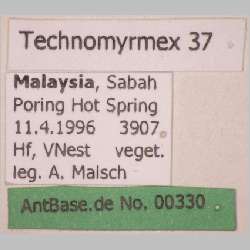 Technomyrmex 37
Malaysia, Sabah
Poring Hot Spring
11.4.1996 3907
Hf, VNest veget.
leg. A. Malsch
AntBase.de No. 00330